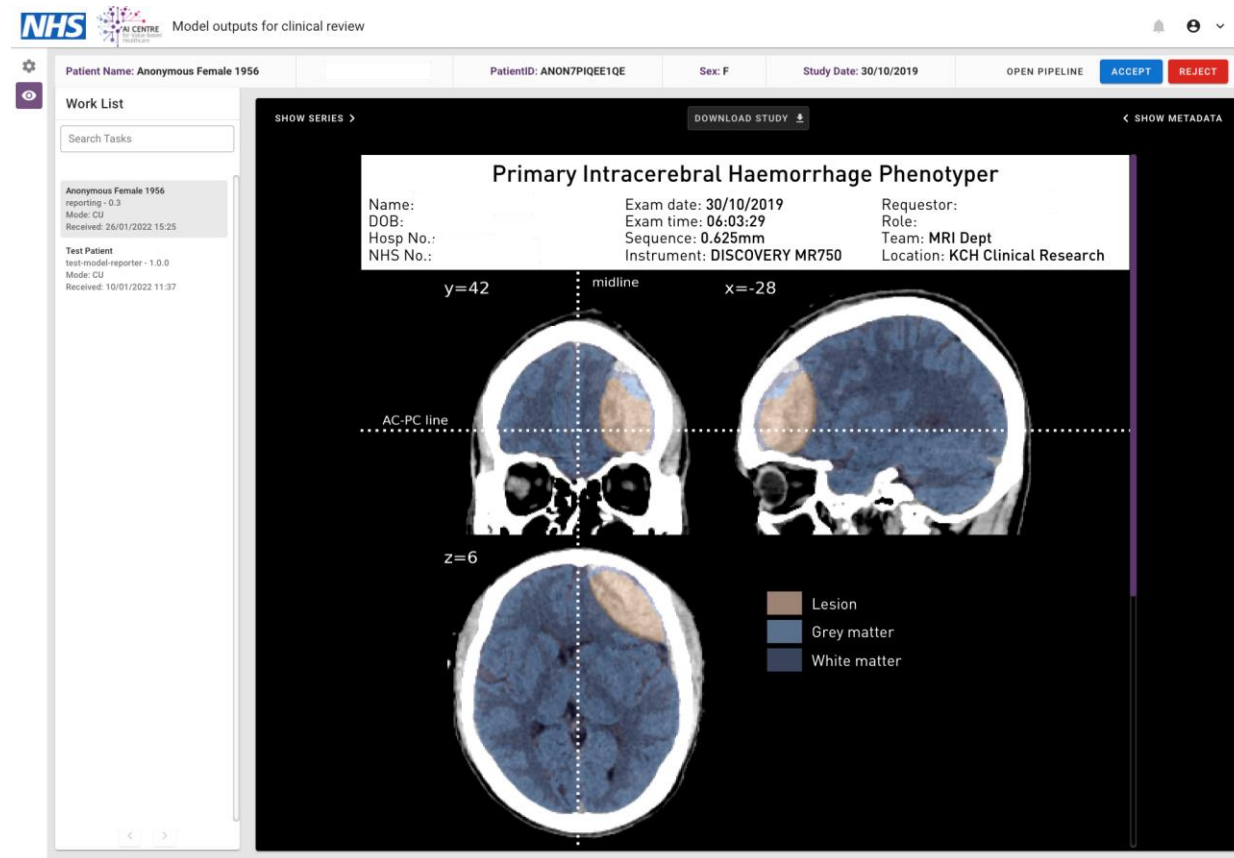 NHS
AI CENTRE
for Value Based
Healthcare
Model outputs for clinical review
Patient Name: Anonymous Female 1956
PatientID: ANON7PIQEE1QE
Sex: F
Study Date: 30/10/2019
OPEN PIPELINE
ACCEPT
REJECT
Work List
Search Tasks
Anonymous Female 1956
reporting - 0.3
Mode: CU
Received: 26/01/2022 15:25
Test Patient
test-model-reporter - 1.0.0
Mode: CU
Received: 10/01/2022 11:37
SHOW SERIES
DOWNLOAD STUDY
SHOW METADATA
Primary Intracerebral Haemorrhage Phenotyper
Name:
DOB:
Hosp No.:
NHS No.:
Exam date: 30/10/2019
Exam time: 06:03:29
Sequence: 0.625mm
Instrument: DISCOVERY MR750
Requestor:
Role:
Team: MRI Dept
Location: KCH Clinical Research
y=42
midline
x=-28
AC-PC line
z=6
Lesion
Grey matter
White matter